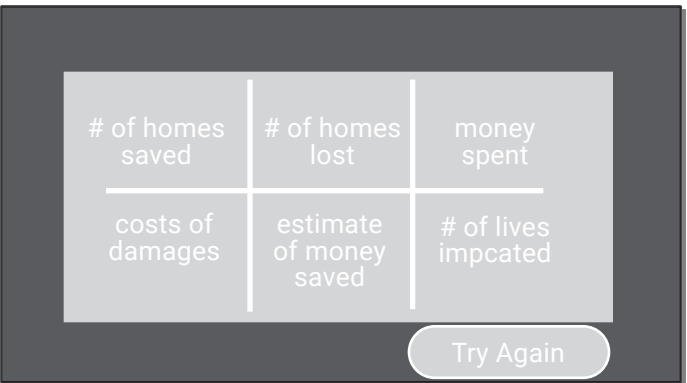 # of homes
saved
# of homes
lost
money
spent
costs of
damages
estimate
of money
saved
# of lives
impcated
Try Again